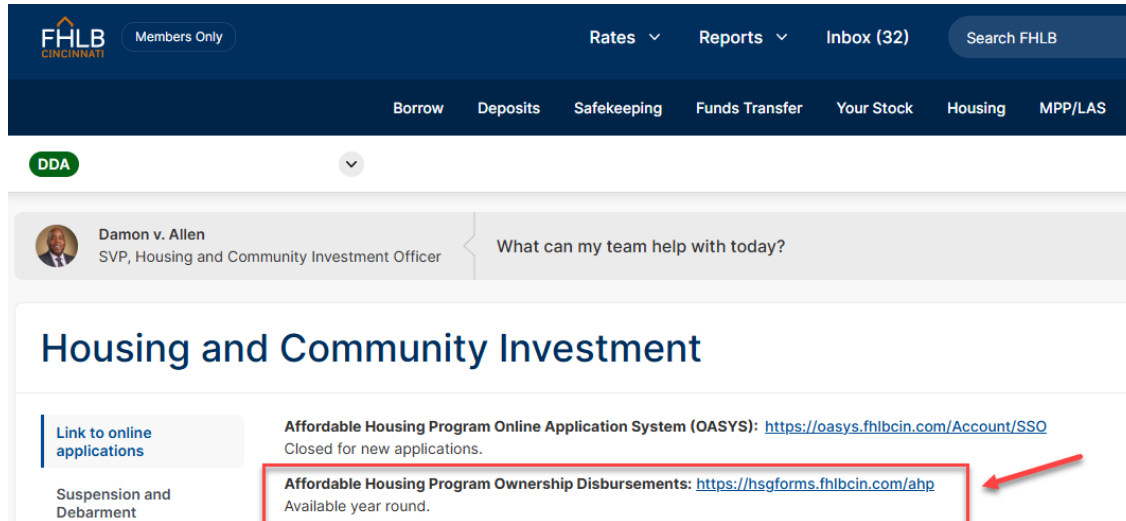 FHLB
CINCINNATI
Members Only
Rates
Reports
Inbox (32)
Search FHLB
Borrow
Deposits
Safekeeping
Funds Transfer
Your Stock
Housing
MPP/LAS
DDA
Damon v. Allen
SVP, Housing and Community Investment Officer
What can my team help with today?
Housing and Community Investment
Link to online
applications
Suspension and
Debarment
Affordable Housing Program Online Application System (OASYS): https://oasys.fhlbcin.com/Account/SSO
Closed for new applications.
Affordable Housing Program Ownership Disbursements: https://hsgforms.fhlbcin.com/ahp
Available year round.